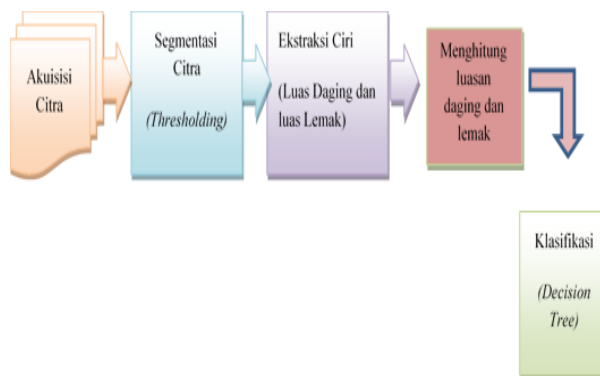 Akuisisi
Citra
Segmentasi
Citra
(Thresholding)
Ekstraksi Ciri
(Luas Daging dan
luas Lemak)
Menghitung
luasan
daging dan
lemak
Klasifikasi
(Decision
Tree)